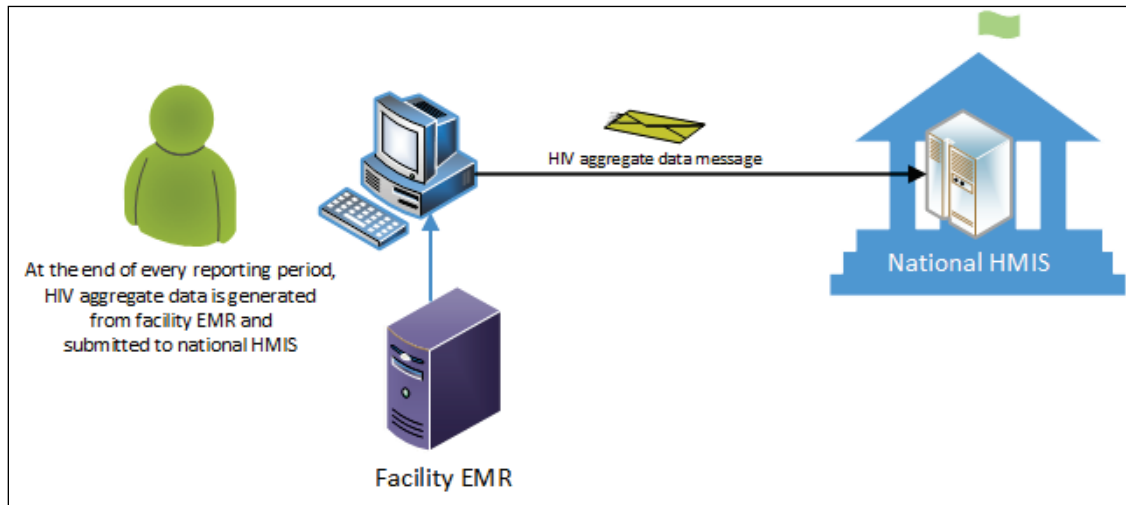 HIV aggregate data message
National HMIS
At the end of every reporting period,
HIV aggregate data is generated
from facility EMR and
submitted to national HMIS
Facility EMR